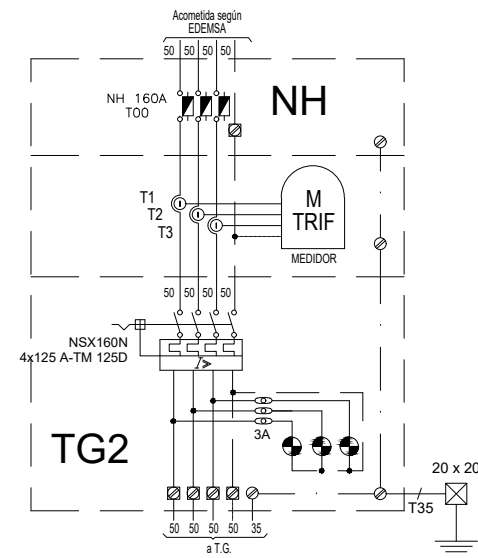 Acometida según
EDEMSA
50 50 50 50
NH 160A
T00
NH
T1
T2
T3
M
TRIF
MEDIDOR
50 50 50 50
NSX160N
4x125 A-TM 125D
I>
3A
TG2
20 x 20
T35
50 50 50 50 35
a T.G.